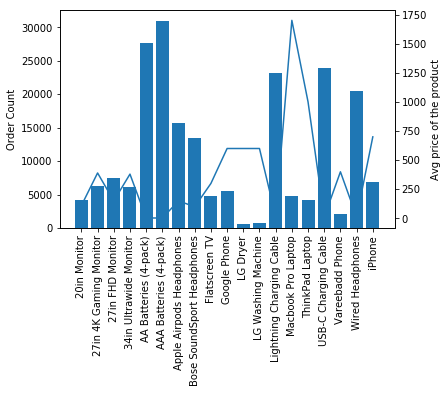 30000
25000
20000
15000
10000
5000
0
Order Count
1750
1500
1250
1000
750
500
250
0
Avg price of the product
20in Monitor
27in 4K Gaming Monitor
27in FHD Monitor
34in Ultrawide Monitor
AA Batteries (4-pack)
AAA Batteries (4-pack)
Apple Airpods Headphones
Bose SoundSport Headphones
Flatscreen TV
Google Phone
LG Dryer
LG Washing Machine
Lightning Charging Cable
Macbook Pro Laptop
ThinkPad Laptop
USB-C Charging Cable
Vareebadd Phone
Wired Headphones
iPhone